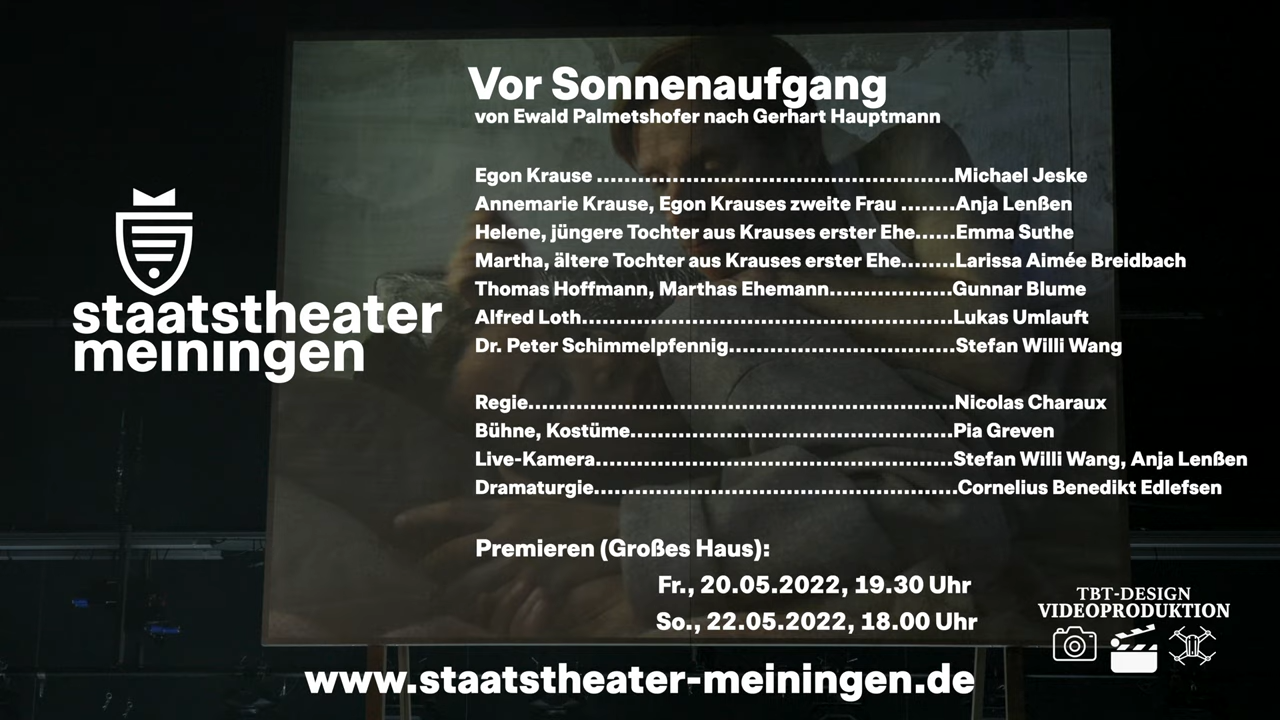 Vor Sonnenaufgang
von Ewald Palmetshofer nach Gerhart Hauptmann
Egon Krause ......................................................Michael Jeske
Annemarie Krause, Egon Krauses zweite Frau ........Anja Lenßen
Helene, jüngere Tochter aus Krauses erster Ehe......Emma Suthe
Martha, ältere Tochter aus Krauses erster Ehe........Larissa Aimée Breidbach
Thomas Hoffmann, Marthas Ehemann..................Gunnar Blume
Alfred Loth.......................................................Lukas Umlauft
Dr. Peter Schimmelpfennig.................................Stefan Willi Wang
Regie...............................................................Nicolas Charaux
Bühne, Kostüme................................................Pia Greven
Live-Kamera.....................................................Stefan Willi Wang, Anja Lenßen
Dramaturgie......................................................Cornelius Benedikt Edlefsen
staatstheater
meiningen
Premieren (Großes Haus):
Fr., 20.05.2022, 19.30 Uhr
So., 22.05.2022, 18.00 Uhr
TBT-DESIGN
VIDEOPRODUKTION
www.staatstheater-meiningen.de